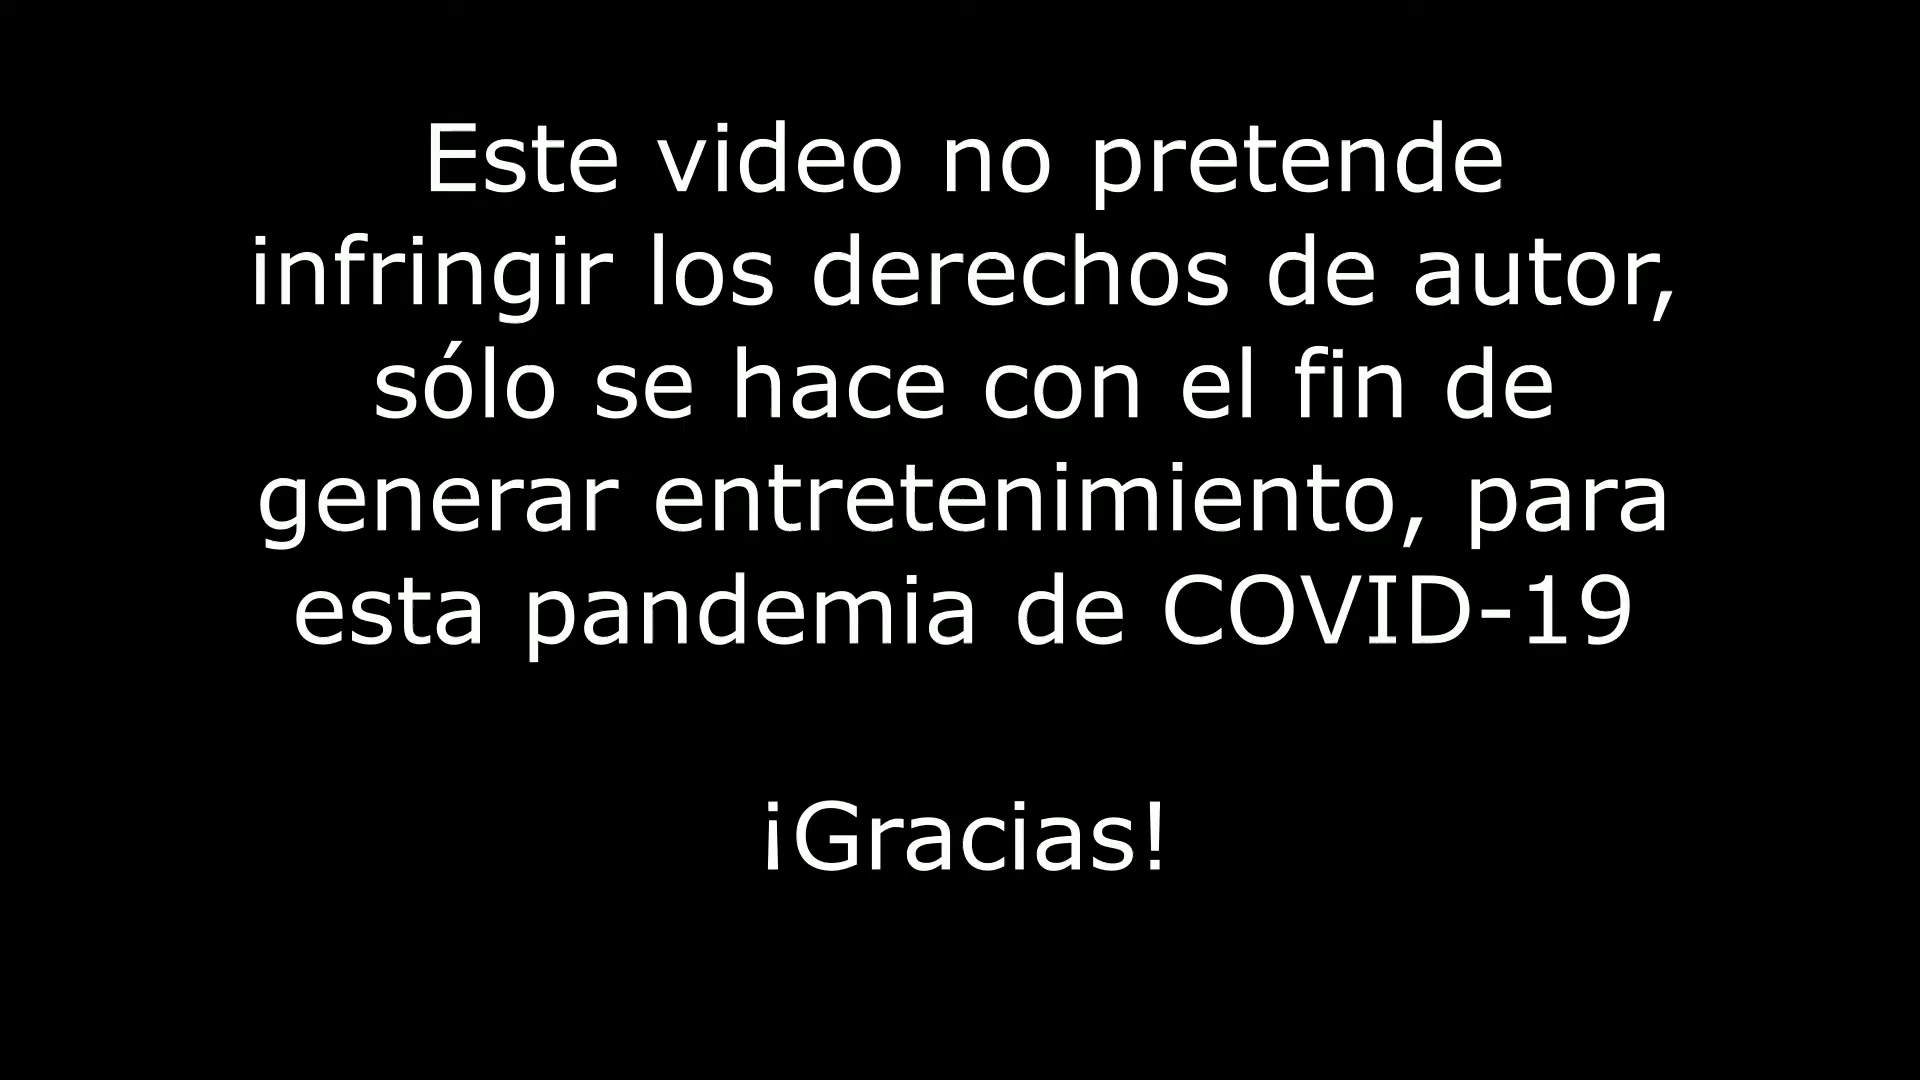 Este video no pretende
infringir los derechos de autor,
sólo se hace con el fin de
generar entretenimiento, para
esta pandemia de COVID-19
¡Gracias!